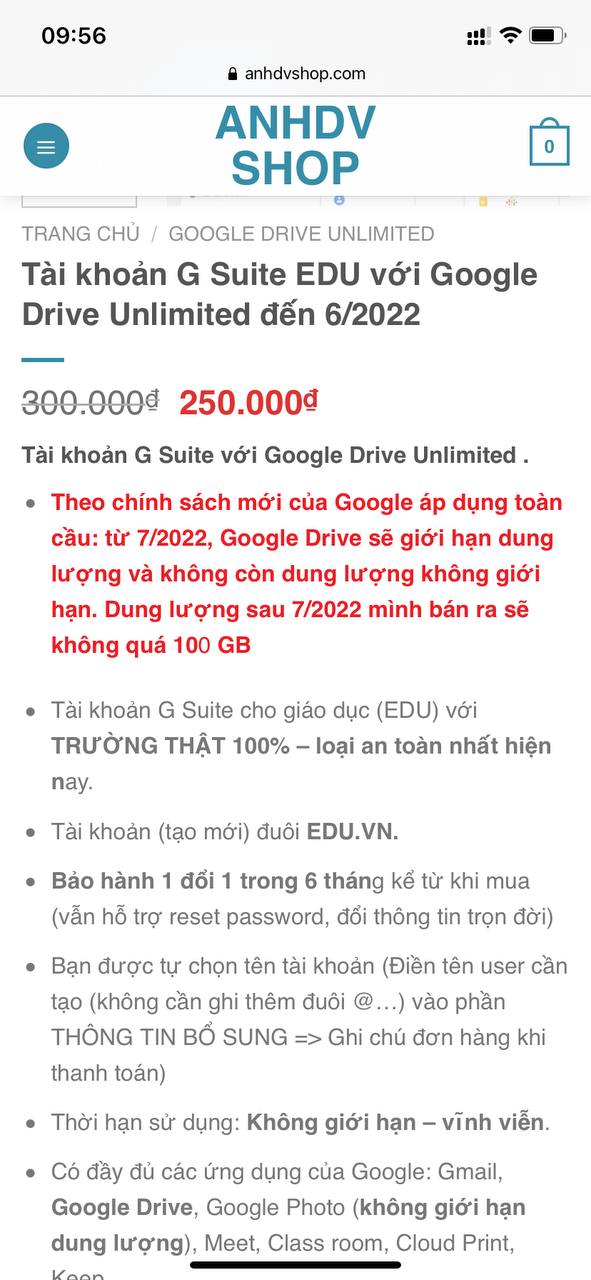 09:56
anhdvshop.com
ANHDV
SHOP
0
TRANG CHỦ / GOOGLE DRIVE UNLIMITED
Tài khoản G Suite EDU với Google
Drive Unlimited đến 6/2022
300.000₫ 250.000₫
Tài khoản G Suite với Google Drive Unlimited .
• Theo chính sách mới của Google áp dụng toàn
cầu: từ 7/2022, Google Drive sẽ giới hạn dung
lượng và không còn dung lượng không giới
hạn. Dung lượng sau 7/2022 mình bán ra sẽ
không quá 100 GB
• Tài khoản G Suite cho giáo dục (EDU) với
TRƯỜNG THẬT 100% – loại an toàn nhất hiện
nay.
• Tài khoản (tạo mới) đuôi EDU.VN.
• Bảo hành 1 đổi 1 trong 6 tháng kể từ khi mua
(vẫn hỗ trợ reset password, đổi thông tin trọn đời)
• Bạn được tự chọn tên tài khoản (Điền tên user cần
tạo (không cần ghi thêm đuôi @…) vào phần
THÔNG TIN BỔ SUNG => Ghi chú đơn hàng khi
thanh toán)
• Thời hạn sử dụng: Không giới hạn – vĩnh viễn.
• Có đầy đủ các ứng dụng của Google: Gmail,
Google Drive, Google Photo (không giới hạn
dung lượng), Meet, Class room, Cloud Print,
Keep